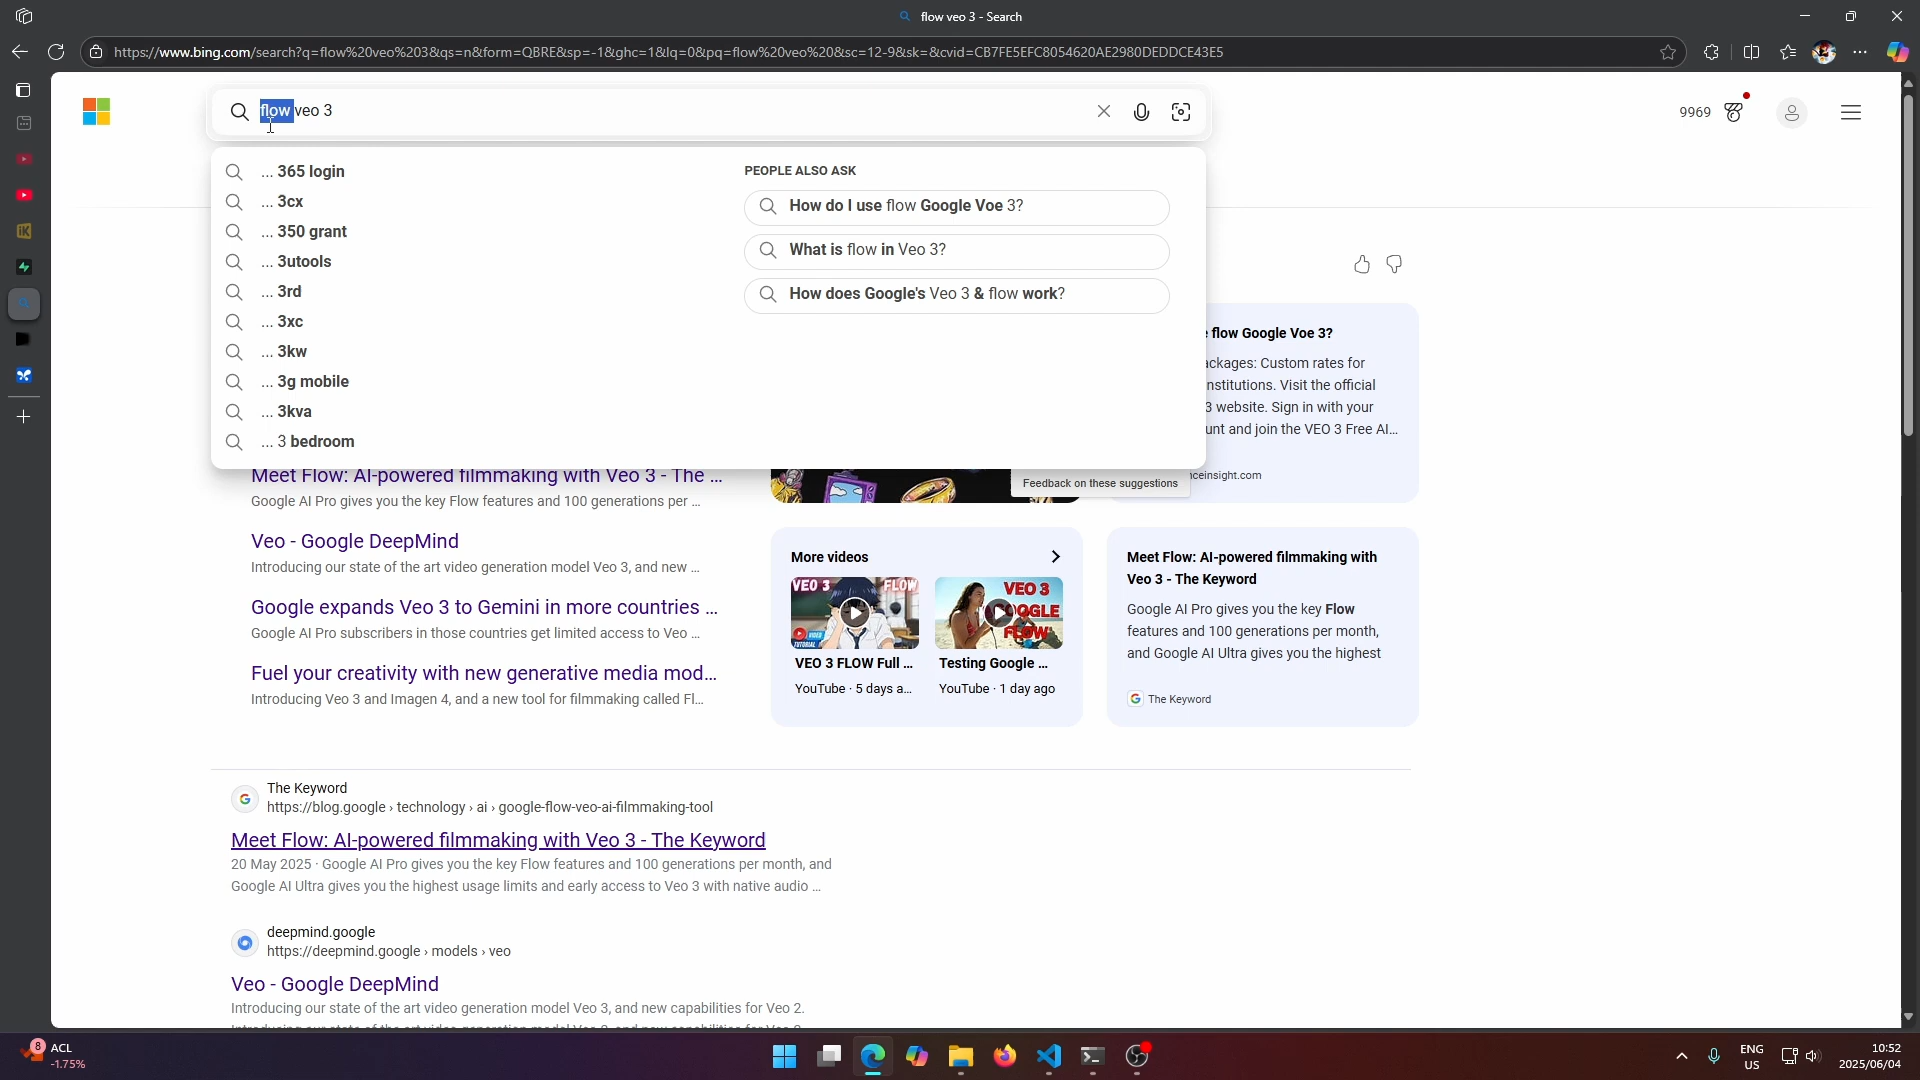 flow veo 3 - Search
https://www.bing.com/search?q=flow%20veo%203&qs=n&form=QBRE&sp=-1&ghc=1&lq=0&pq=flow%20veo%20&sc=12-9&sk=&cvid=CB7FE5EFC8054620AE2980DEDDCE43E5
flow veo 3
9969
... 365 login
... 3cx
... 350 grant
... 3utools
... 3rd
... 3xc
... 3kw
... 3g mobile
... 3kva
... 3 bedroom
PEOPLE ALSO ASK
How do I use flow Google Voe 3?
What is flow in Veo 3?
How does Google's Veo 3 & flow work?
Feedback on these suggestions
flow Google Voe 3?
ackages: Custom rates for
nstitutions. Visit the official
3 website. Sign in with your
unt and join the VEO 3 Free AI...
nceinsight.com
Meet Flow: AI-powered filmmaking with Veo 3 - The ...
Google AI Pro gives you the key Flow features and 100 generations per ...
Veo - Google DeepMind
Introducing our state of the art video generation model Veo 3, and new ...
Google expands Veo 3 to Gemini in more countries ...
Google AI Pro subscribers in those countries get limited access to Veo ...
Fuel your creativity with new generative media mod...
Introducing Veo 3 and Imagen 4, and a new tool for filmmaking called Fl...
More videos
VEO 3 FLOW
VIDEO TUTORIAL
VEO 3 FLOW Full ...
YouTube · 5 days a...
VEO 3
GOOGLE
FLOW
Testing Google ...
YouTube · 1 day ago
Meet Flow: AI-powered filmmaking with
Veo 3 - The Keyword
Google AI Pro gives you the key Flow
features and 100 generations per month,
and Google AI Ultra gives you the highest
The Keyword
The Keyword
https://blog.google › technology › ai › google-flow-veo-ai-filmmaking-tool
Meet Flow: AI-powered filmmaking with Veo 3 - The Keyword
20 May 2025 · Google AI Pro gives you the key Flow features and 100 generations per month, and
Google AI Ultra gives you the highest usage limits and early access to Veo 3 with native audio ...
deepmind.google
https://deepmind.google › models › veo
Veo - Google DeepMind
Introducing our state of the art video generation model Veo 3, and new capabilities for Veo 2.
8
ACL
-1.75%
ENG
US
10:52
2025/06/04